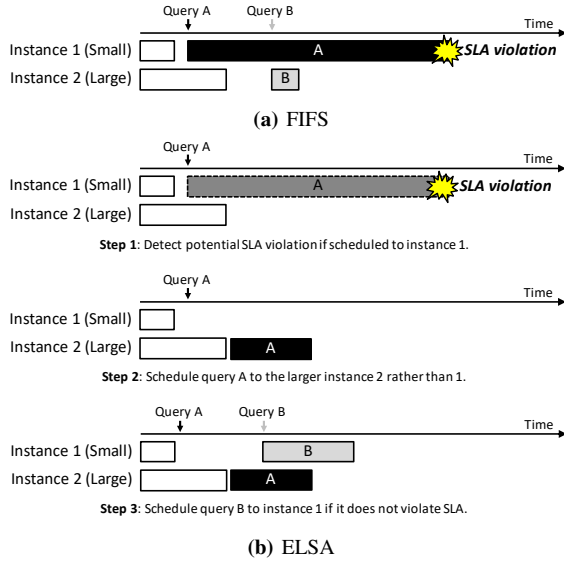 Query A Query B
Time
Instance 1 (Small) A SLA violation
Instance 2 (Large) B
(a) FIFS
Query A
Time
Instance 1 (Small) A SLA violation
Instance 2 (Large)
Step 1: Detect potential SLA violation if scheduled to instance 1.
Query A
Time
Instance 1 (Small)
Instance 2 (Large) A
Step 2: Schedule query A to the larger instance 2 rather than 1.
Query A Query B
Time
Instance 1 (Small) B
Instance 2 (Large) A
Step 3: Schedule query B to instance 1 if it does not violate SLA.
(b) ELSA